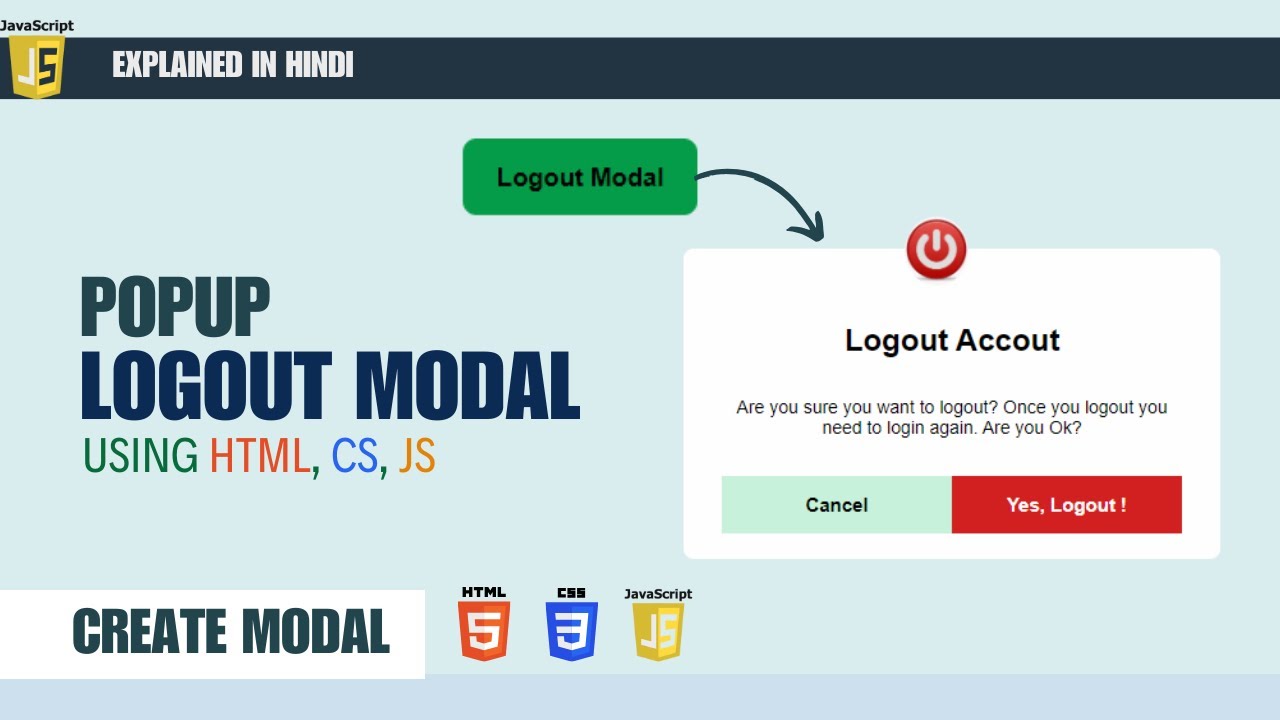 JavaScript
JS
EXPLAINED IN HINDI
Logout Modal
POPUP
LOGOUT MODAL
USING HTML, CS, JS
Logout Accout
Are you sure you want to logout? Once you logout you
need to login again. Are you Ok?
Cancel
Yes, Logout !
CREATE MODAL
HTML
5
CSS
3
JavaScript
JS